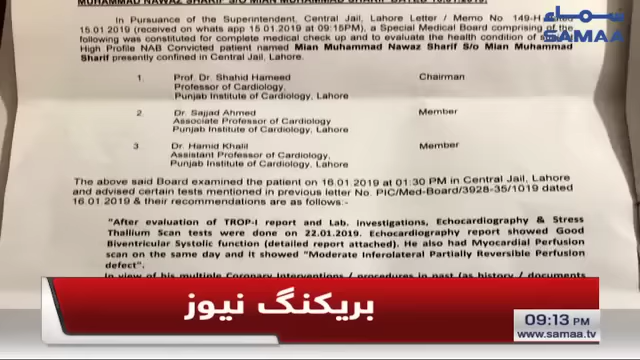 MUHAMMAD NAWAZ SHARIF S/O MIAN MUHAMMAD SHARIF DATED
In Pursuance of the Superintendent, Central Jail, Lahore Letter / Memo No 149-H
15.01.2019 (received on whats app 15.01.2019 at 09:15PM), a Special Medical Board comprising of the
following was constituted for complete medical check up and to evaluate the health condition of
High Profile NAB Convicted patient named Mian Muhammad Nawaz Sharif S/o Mian Muhammad
Sharif presently confined in Central Jail, Lahore.
1. Prof. Dr. Shahid Hameed Chairman
Professor of Cardiology,
Punjab Institute of Cardiology, Lahore
2. Dr. Sajjad Ahmed Member
Associate Professor of Cardiology
Punjab Institute of Cardiology, Lahore
3 Dr. Hamid Khalil Member
Assistant Professor of Cardiology,
Punjab Institute of Cardiology, Lahore
The above said Board examined the patient on 16.01.2019 at 01:30 PM in Central Jail, Lahore
and advised certain tests mentioned in previous letter No. PIC/Med-Board/3928-35/1019 dated
16.01.2019 & their recommendations are as follows:-
"After evaluation of TROP-I report and Lab. investigations, Echocardiography & Stress
Thallium Scan tests were done on 22.01.2019. Echocardiography report showed Good
Biventricular Systolic function (detailed report attached). He also had Myocardial Perfusion
scan on the same day and it showed "Moderate Inferolateral Partially Reversible Perfusion
defect".
In view of his multiple Coronary Interventions / procedures in past (as history / documents
سماء
SAMAA
بریکنگ نیوز
09:13 PM
www.samaa.tv